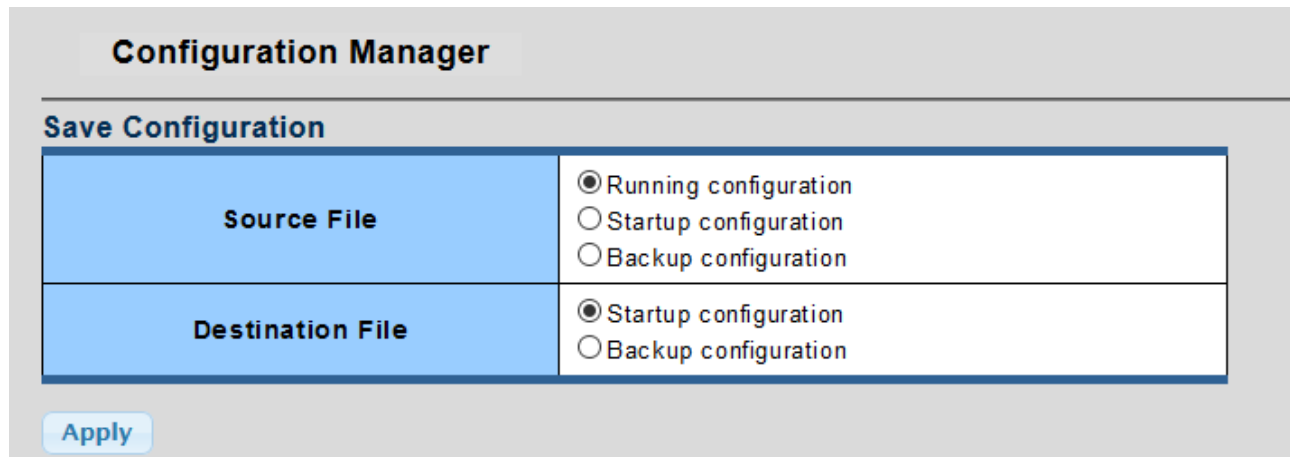 Configuration Manager
Save Configuration
Source File
Running configuration
Startup configuration
Backup configuration
Destination File
Startup configuration
Backup configuration
Apply